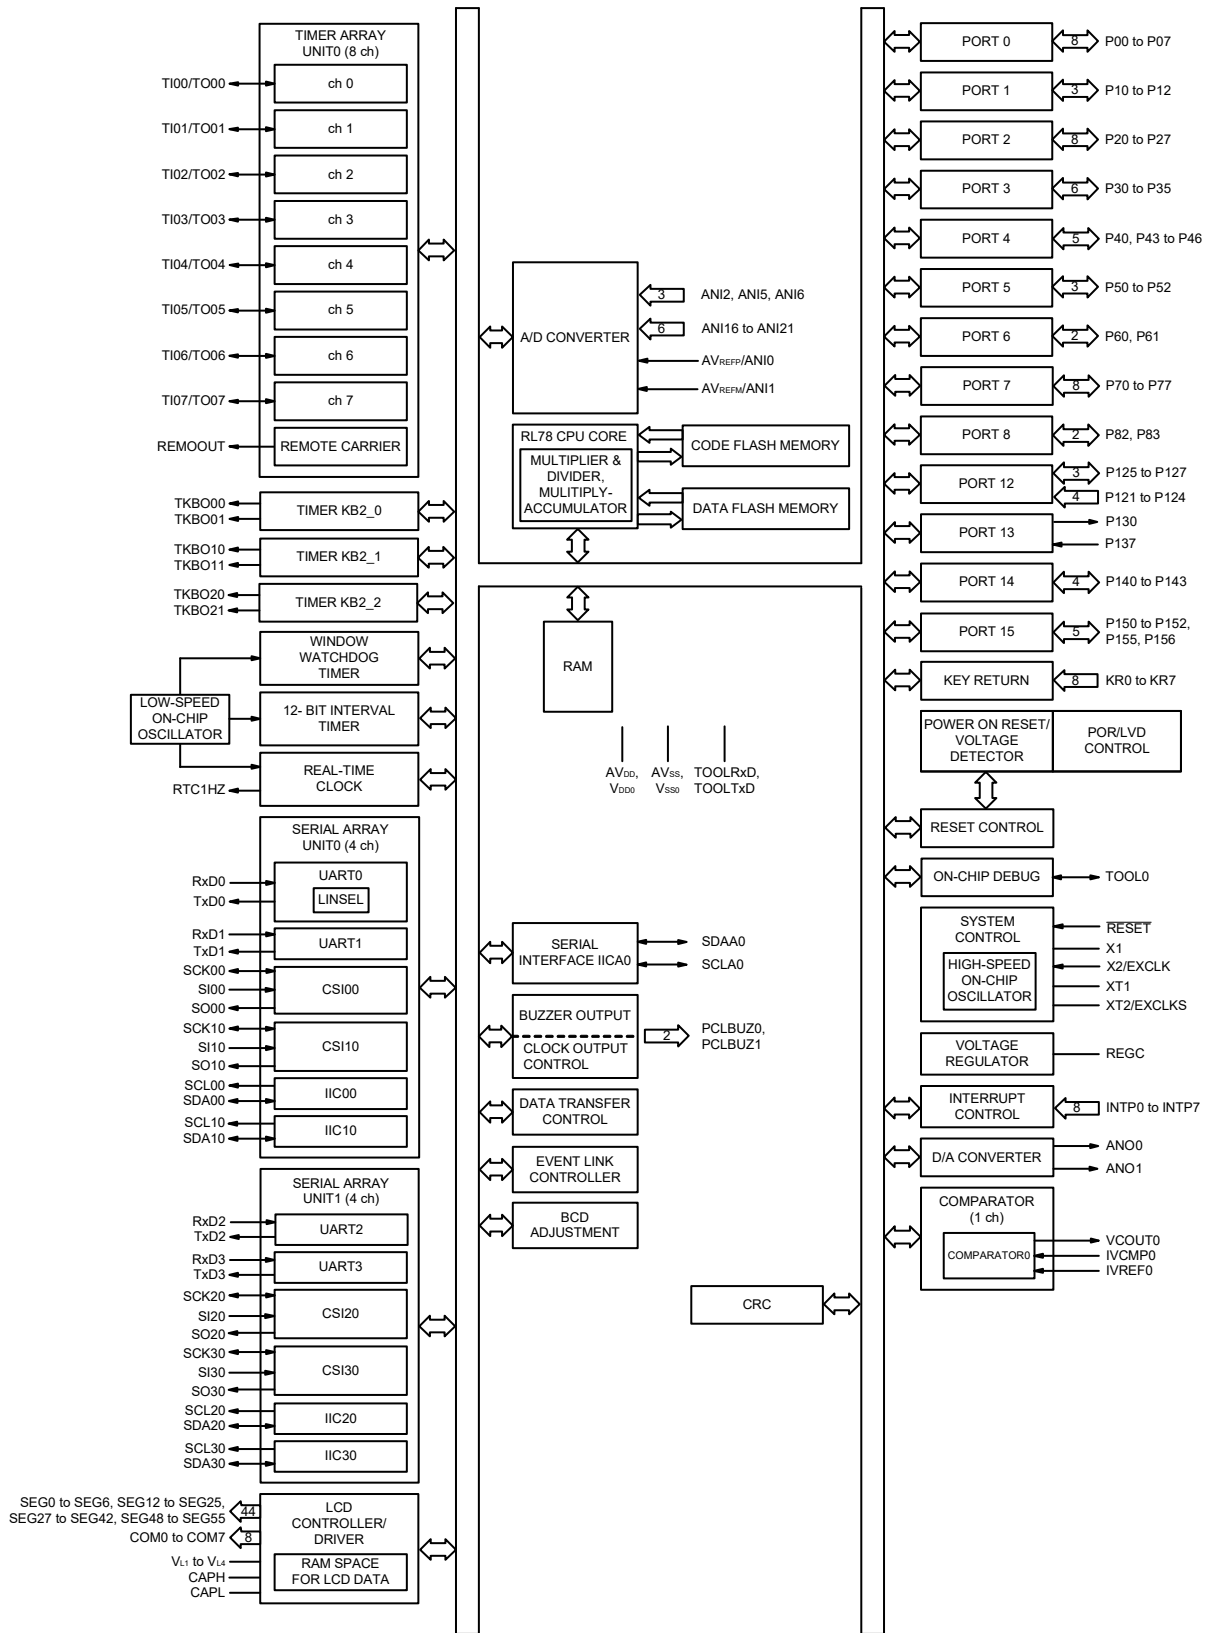 TIMER ARRAY
UNIT0 (8 ch)
TI00/TO00
ch 0
TI01/TO01
ch 1
TI02/TO02
ch 2
TI03/TO03
ch 3
TI04/TO04
ch 4
TI05/TO05
ch 5
TI06/TO06
ch 6
TI07/TO07
ch 7
REMOOUT
REMOTE CARRIER
TKBO00
TKBO01
TIMER KB2_0
TKBO10
TKBO11
TIMER KB2_1
TKBO20
TKBO21
TIMER KB2_2
WINDOW
WATCHDOG
TIMER
LOW-SPEED
ON-CHIP
OSCILLATOR
12- BIT INTERVAL
TIMER
REAL-TIME
CLOCK
RTC1HZ
SERIAL ARRAY
UNIT0 (4 ch)
RxD0
TxD0
UART0
LINSEL
RxD1
TxD1
UART1
SCK00
SI00
SO00
CSI00
SCK10
SI10
SO10
CSI10
SCL00
SDA00
IIC00
SCL10
SDA10
IIC10
SERIAL ARRAY
UNIT1 (4 ch)
RxD2
TxD2
UART2
RxD3
TxD3
UART3
SCK20
SI20
SO20
CSI20
SCK30
SI30
SO30
CSI30
SCL20
SDA20
IIC20
SCL30
SDA30
IIC30
SEG0 to SEG6, SEG12 to SEG25,
SEG27 to SEG42, SEG48 to SEG55
44
COM0 to COM7
8
VL1 to VL4
CAPH
CAPL
LCD
CONTROLLER/
DRIVER
RAM SPACE
FOR LCD DATA
A/D CONVERTER
3
ANI2, ANI5, ANI6
6
ANI16 to ANI21
AVREFP/ANI0
AVREFM/ANI1
RL78 CPU CORE
MULTIPLIER &
DIVIDER,
MULITIPLY-
ACCUMULATOR
CODE FLASH MEMORY
DATA FLASH MEMORY
RAM
AVDD,
VDD0
AVSS,
VSS0
TOOLRxD,
TOOLTxD
SERIAL
INTERFACE IICA0
SDAA0
SCLA0
BUZZER OUTPUT
CLOCK OUTPUT
CONTROL
2
PCLBUZ0,
PCLBUZ1
DATA TRANSFER
CONTROL
EVENT LINK
CONTROLLER
BCD
ADJUSTMENT
CRC
PORT 0
8
P00 to P07
PORT 1
3
P10 to P12
PORT 2
8
P20 to P27
PORT 3
6
P30 to P35
PORT 4
5
P40, P43 to P46
PORT 5
3
P50 to P52
PORT 6
2
P60, P61
PORT 7
8
P70 to P77
PORT 8
2
P82, P83
PORT 12
3
P125 to P127
4
P121 to P124
PORT 13
P130
P137
PORT 14
4
P140 to P143
PORT 15
5
P150 to P152,
P155, P156
KEY RETURN
8
KR0 to KR7
POWER ON RESET/
VOLTAGE
DETECTOR
POR/LVD
CONTROL
RESET CONTROL
ON-CHIP DEBUG
TOOL0
SYSTEM
CONTROL
HIGH-SPEED
ON-CHIP
OSCILLATOR
RESET
X1
X2/EXCLK
XT1
XT2/EXCLKS
VOLTAGE
REGULATOR
REGC
INTERRUPT
CONTROL
8
INTP0 to INTP7
D/A CONVERTER
ANO0
ANO1
COMPARATOR
(1 ch)
COMPARATOR0
VCOUT0
IVCMP0
IVREF0